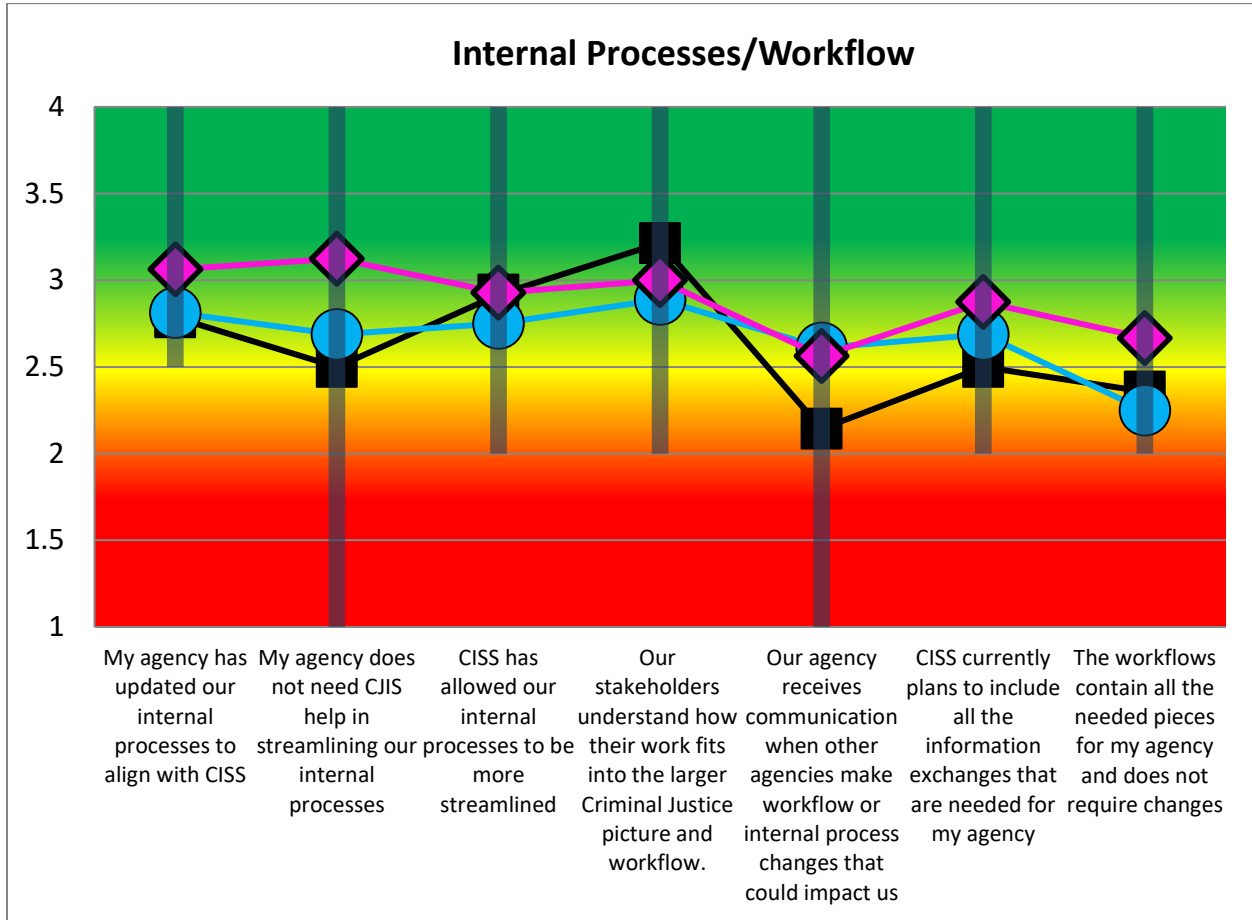 Internal Processes/Workflow
4
3.5
3
2.5
2
1.5
1
My agency has
updated our
internal
processes to
align with CISS
My agency does
not need CJIS
help in
streamlining our
internal
processes
CISS has
allowed our
internal
processes to be
more
streamlined
Our
stakeholders
understand how
their work fits
into the larger
Criminal Justice
picture and
workflow.
Our agency
receives
communication
when other
agencies make
workflow or
internal process
changes that
could impact us
CISS currently
plans to include
all the
information
exchanges that
are needed for
my agency
The workflows
contain all the
needed pieces
for my agency
and does not
require changes